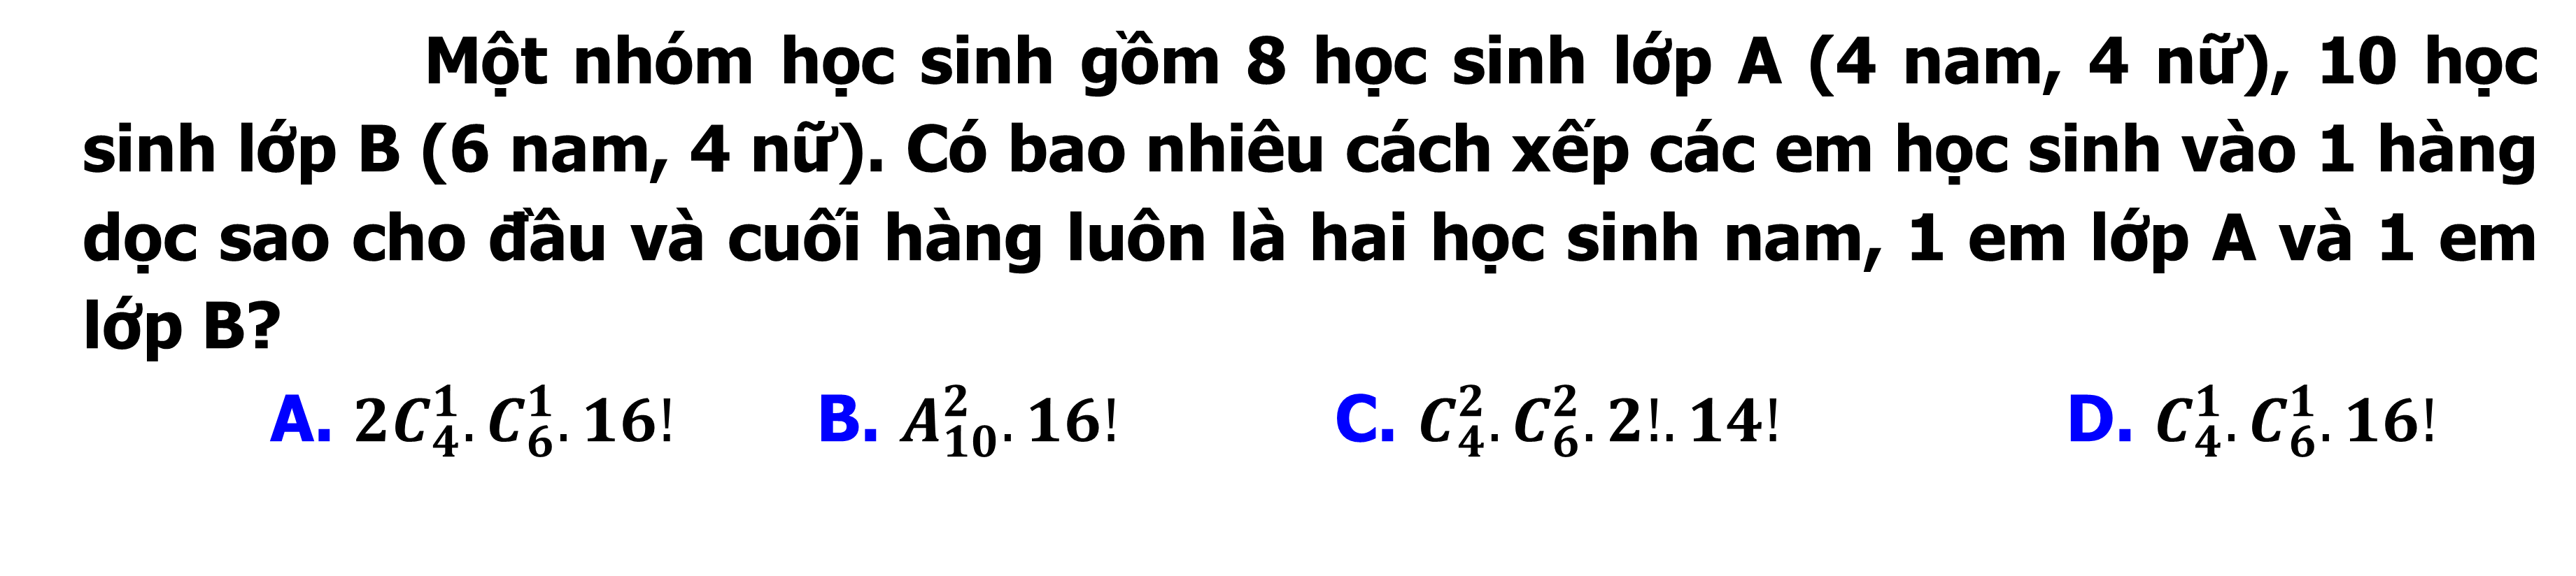 Một nhóm học sinh gồm 8 học sinh lớp A (4 nam, 4 nữ), 10 học
sinh lớp B (6 nam, 4 nữ). Có bao nhiêu cách xếp các em học sinh vào 1 hàng
dọc sao cho đầu và cuối hàng luôn là hai học sinh nam, 1 em lớp A và 1 em
lớp B?
A. $2C_4^1.C_6^1.16!$ B. $A_{10}^2.16!$ C. $C_4^2.C_6^2.2!.14!$ D. $C_4^1.C_6^1.16!$